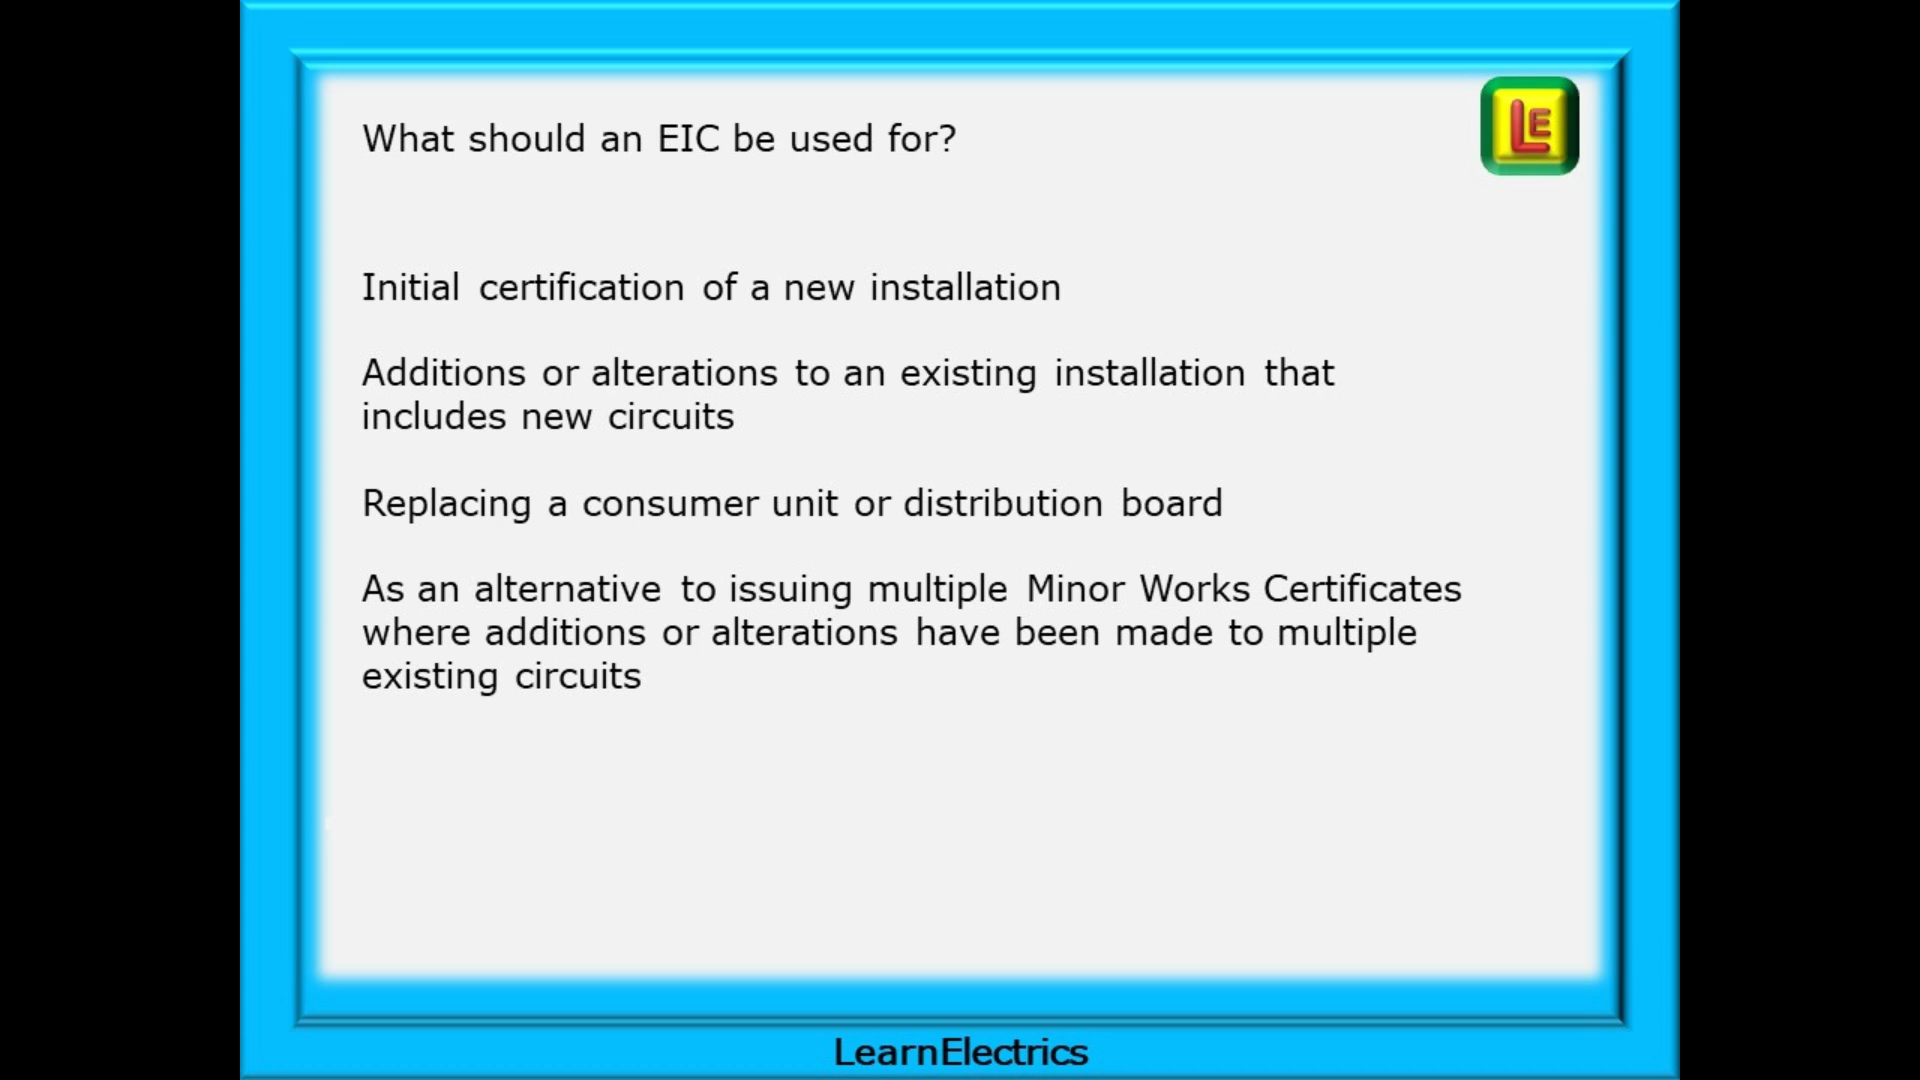 What should an EIC be used for?
LE
Initial certification of a new installation
Additions or alterations to an existing installation that
includes new circuits
Replacing a consumer unit or distribution board
As an alternative to issuing multiple Minor Works Certificates
where additions or alterations have been made to multiple
existing circuits
LearnElectrics